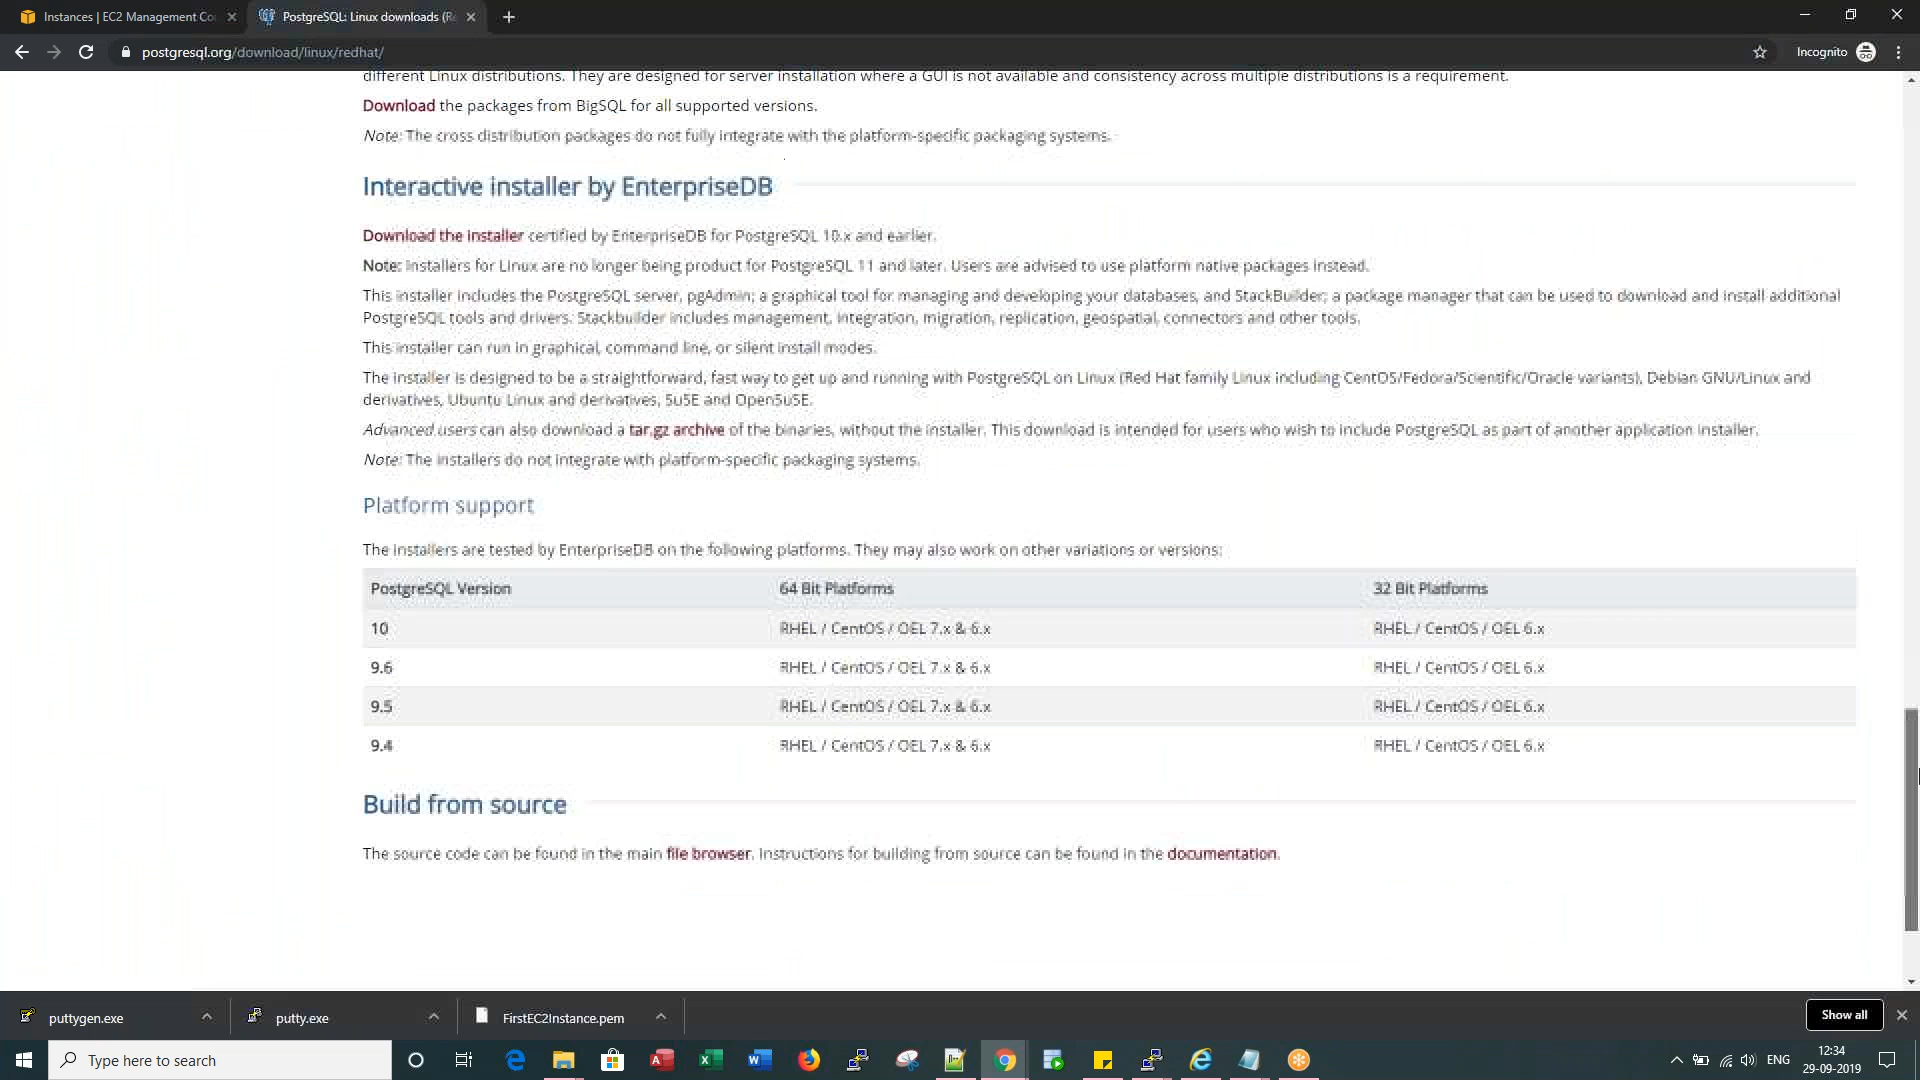 Instances | EC2 Management Co
PostgreSQL: Linux downloads (Re
postgresql.org/download/linux/redhat/
Incognito
different Linux distributions. They are designed for server installation where a GUI is not available and consistency across multiple distributions is a requirement.
Download the packages from BigSQL for all supported versions.
Note: The cross distribution packages do not fully integrate with the platform-specific packaging systems.
Interactive installer by EnterpriseDB
Download the installer certified by EnterpriseDB for PostgreSQL 10.x and earlier.
Note: Installers for Linux are no longer being product for PostgreSQL 11 and later. Users are advised to use platform native packages instead.
This installer includes the PostgreSQL server, pgAdmin; a graphical tool for managing and developing your databases, and StackBuilder; a package manager that can be used to download and install additional
PostgreSQL tools and drivers. Stackbuilder includes management, integration, migration, replication, geospatial, connectors and other tools.
This installer can run in graphical, command line, or silent install modes.
The installer is designed to be a straightforward, fast way to get up and running with PostgreSQL on Linux (Red Hat family Linux including CentOS/Fedora/Scientific/Oracle variants), Debian GNU/Linux and
derivatives, Ubuntu Linux and derivatives, SuSE and OpenSuSE.
Advanced users can also download a tar.gz archive of the binaries, without the installer. This download is intended for users who wish to include PostgreSQL as part of another application installer.
Note: The installers do not integrate with platform-specific packaging systems.
Platform support
The installers are tested by EnterpriseDB on the following platforms. They may also work on other variations or versions:
PostgreSQL Version 64 Bit Platforms 32 Bit Platforms
10 RHEL / CentOS / OEL 7.x & 6.x RHEL / CentOS / OEL 6.x
9.6 RHEL / CentOS / OEL 7.x & 6.x RHEL / CentOS / OEL 6.x
9.5 RHEL / CentOS / OEL 7.x & 6.x RHEL / CentOS / OEL 6.x
9.4 RHEL / CentOS / OEL 7.x & 6.x RHEL / CentOS / OEL 6.x
Build from source
The source code can be found in the main file browser. Instructions for building from source can be found in the documentation.
puttygen.exe
putty.exe
FirstEC2Instance.pem
Show all
Type here to search
ENG
12:34
29-09-2019